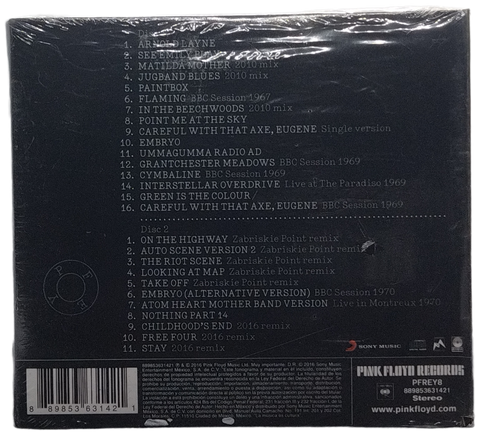 Disc
1. ARNOLD LAYNE
2. SEE EMILY PLAY
3. MATILDA MOTHER 2010 mix
4. JUGBAND BLUES 2010 mix
5. PAINTBOX
6. FLAMING BBC Session 1967
7. IN THE BEECHWOODS 2010 mix
8. POINT ME AT THE SKY
9. CAREFUL WITH THAT AXE, EUGENE Single version
10. EMBRYO
11. UMMAGUMMA RADIO AD
12. GRANTCHESTER MEADOWS BBC Session 1969
13. CYMBALINE BBC Session 1969
14. INTERSTELLAR OVERDRIVE Live at The Paradiso 1969
15. GREEN IS THE COLOUR /
16. CAREFUL WITH THAT AXE, EUGENE BBC Session 1969
Disc 2
1. ON THE HIGHWAY Zabriskie Point remix
2. AUTO SCENE VERSION 2 Zabriskie Point remix
3. THE RIOT SCENE Zabriskie Point remix
4. LOOKING AT MAP Zabriskie Point remix
5. TAKE OFF Zabriskie Point remix
6. EMBRYO (ALTERNATIVE VERSION) BBC Session 1970
7. ATOM HEART MOTHER BAND VERSION Live in Montreux 1970
8. NOTHING PART 14
9. CHILDHOOD'S END 2016 remix
10. FREE FOUR 2016 remix
11. STAY 2016 remix
SONY MUSIC
PINK FLOYD RECORDS
PFREY8
889853631421
Stereo
www.pinkfloyd.com
8 89853 63142 1